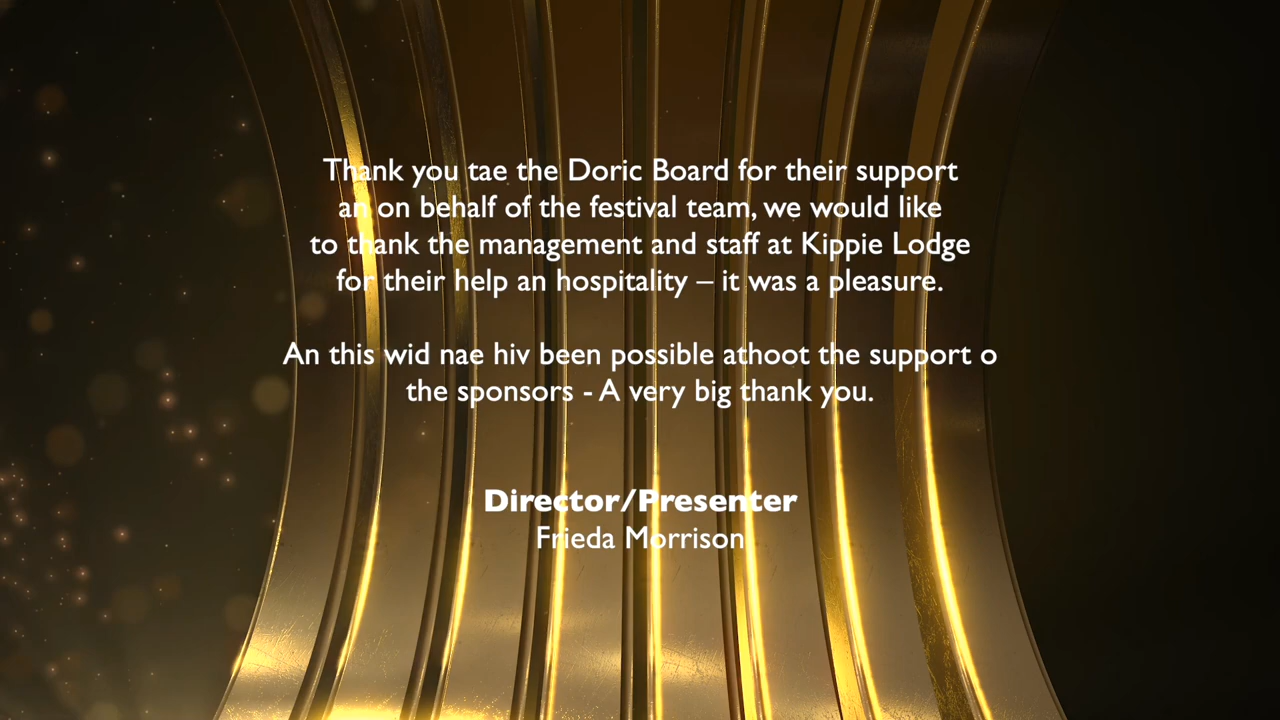 Thank you tae the Doric Board for their support
an on behalf of the festival team, we would like
to thank the management and staff at Kippie Lodge
for their help an hospitality – it was a pleasure.
An this wid nae hiv been possible athoot the support o
the sponsors - A very big thank you.
Director/Presenter
Frieda Morrison